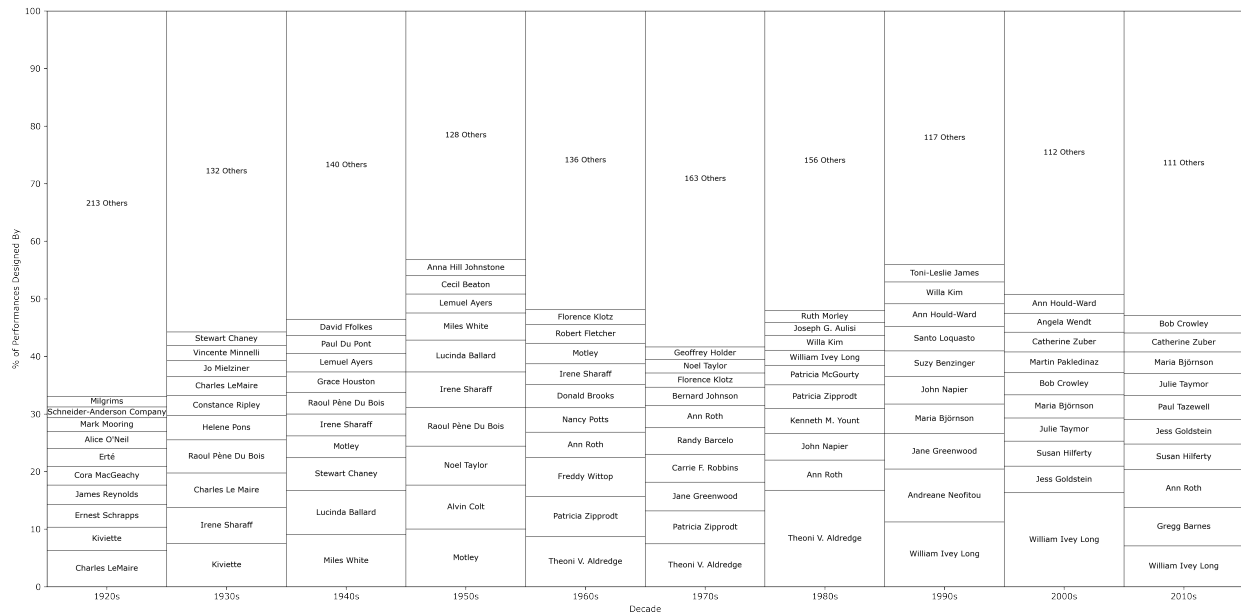 % of Performances Designed By
100
90
80
70
60
50
40
30
20
10
0
213 Others
Milgrims
Schneider-Anderson Company
Mark Mooring
Alice O'Neil
Erté
Cora MacGeachy
James Reynolds
Ernest Schrapps
Kiviette
Charles LeMaire
1920s
132 Others
Stewart Chaney
Vincente Minnelli
Jo Mielziner
Charles LeMaire
Constance Ripley
Helene Pons
Raoul Pène Du Bois
Charles Le Maire
Irene Sharaff
Kiviette
1930s
140 Others
David Ffolkes
Paul Du Pont
Lemuel Ayers
Grace Houston
Raoul Pène Du Bois
Irene Sharaff
Motley
Stewart Chaney
Lucinda Ballard
Miles White
1940s
128 Others
Anna Hill Johnstone
Cecil Beaton
Lemuel Ayers
Miles White
Lucinda Ballard
Irene Sharaff
Raoul Pène Du Bois
Noel Taylor
Alvin Colt
Motley
1950s
136 Others
Florence Klotz
Robert Fletcher
Motley
Irene Sharaff
Donald Brooks
Nancy Potts
Ann Roth
Freddy Wittop
Patricia Zipprodt
Theoni V. Aldredge
1960s
163 Others
Geoffrey Holder
Noel Taylor
Florence Klotz
Bernard Johnson
Ann Roth
Randy Barcelo
Carrie F. Robbins
Jane Greenwood
Patricia Zipprodt
Theoni V. Aldredge
1970s
156 Others
Ruth Morley
Joseph G. Aulisi
Willa Kim
William Ivey Long
Patricia McGourty
Patricia Zipprodt
Kenneth M. Yount
John Napier
Ann Roth
Theoni V. Aldredge
1980s
117 Others
Toni-Leslie James
Willa Kim
Ann Hould-Ward
Santo Loquasto
Suzy Benzinger
John Napier
Maria Björnson
Jane Greenwood
Andreane Neofitou
William Ivey Long
1990s
112 Others
Ann Hould-Ward
Angela Wendt
Catherine Zuber
Martin Pakledinaz
Bob Crowley
Maria Björnson
Julie Taymor
Susan Hilferty
Jess Goldstein
William Ivey Long
2000s
111 Others
Bob Crowley
Catherine Zuber
Maria Björnson
Julie Taymor
Paul Tazewell
Jess Goldstein
Susan Hilferty
Ann Roth
Gregg Barnes
William Ivey Long
2010s
Decade